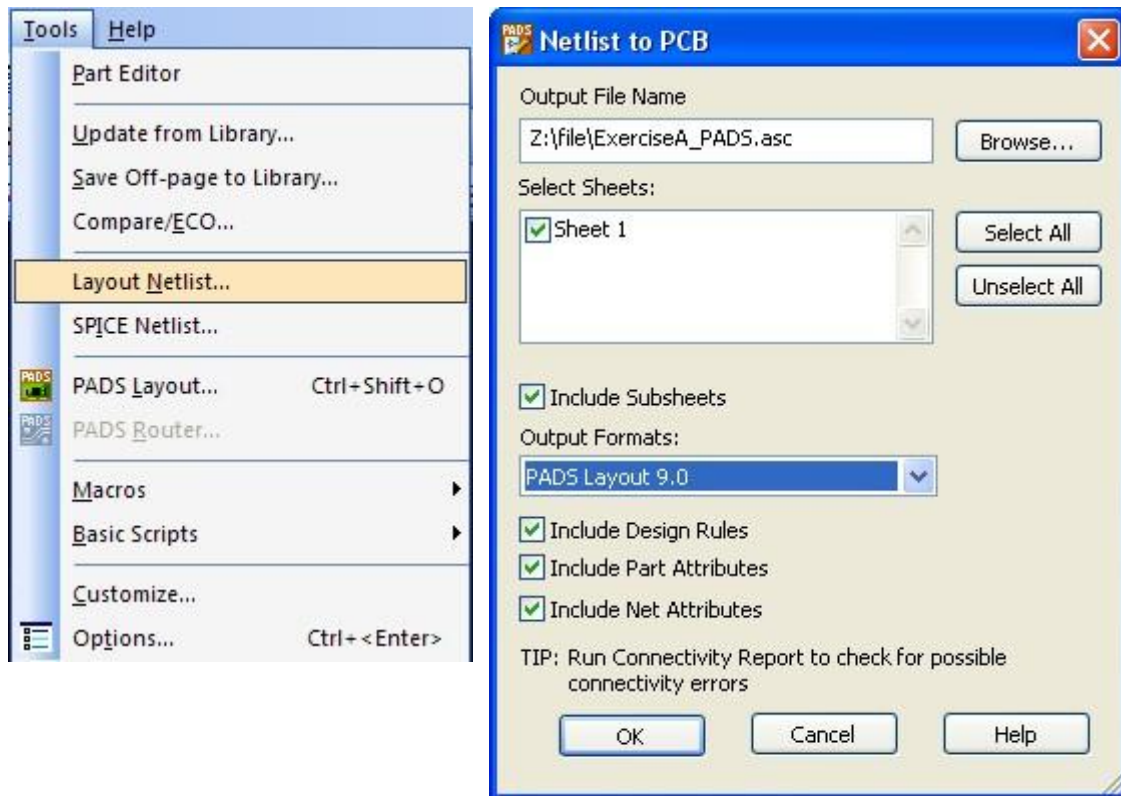 Tools Help
Part Editor
Update from Library...
Save Off-page to Library...
Compare/ECO...
Layout Netlist...
SPICE Netlist...
PADS
PADS Layout... Ctrl+Shift+O
PADS
PADS Router...
Macros
Basic Scripts
Customize...
Options... Ctrl+<Enter>
PADS
Netlist to PCB
Output File Name
Z:\file\ExerciseA_PADS.asc
Browse...
Select Sheets:
Sheet 1
Select All
Unselect All
Include Subsheets
Output Formats:
PADS Layout 9.0
Include Design Rules
Include Part Attributes
Include Net Attributes
TIP: Run Connectivity Report to check for possible
connectivity errors
OK Cancel Help